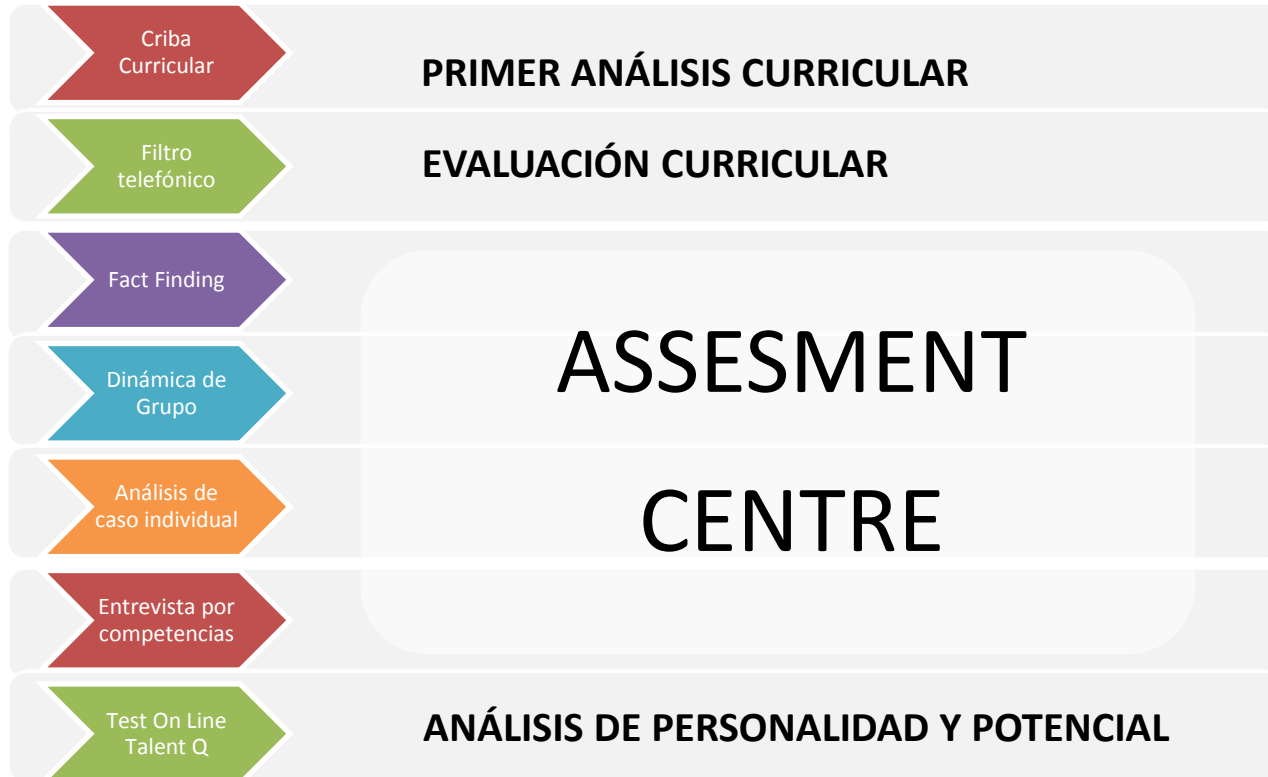 Criba
Curricular
PRIMER ANÁLISIS CURRICULAR
Filtro
telefónico
EVALUACIÓN CURRICULAR
Fact Finding
Dinámica de
Grupo
Análisis de
caso individual
Entrevista por
competencias
ASSESMENT
CENTRE
Test On Line
Talent Q
ANÁLISIS DE PERSONALIDAD Y POTENCIAL